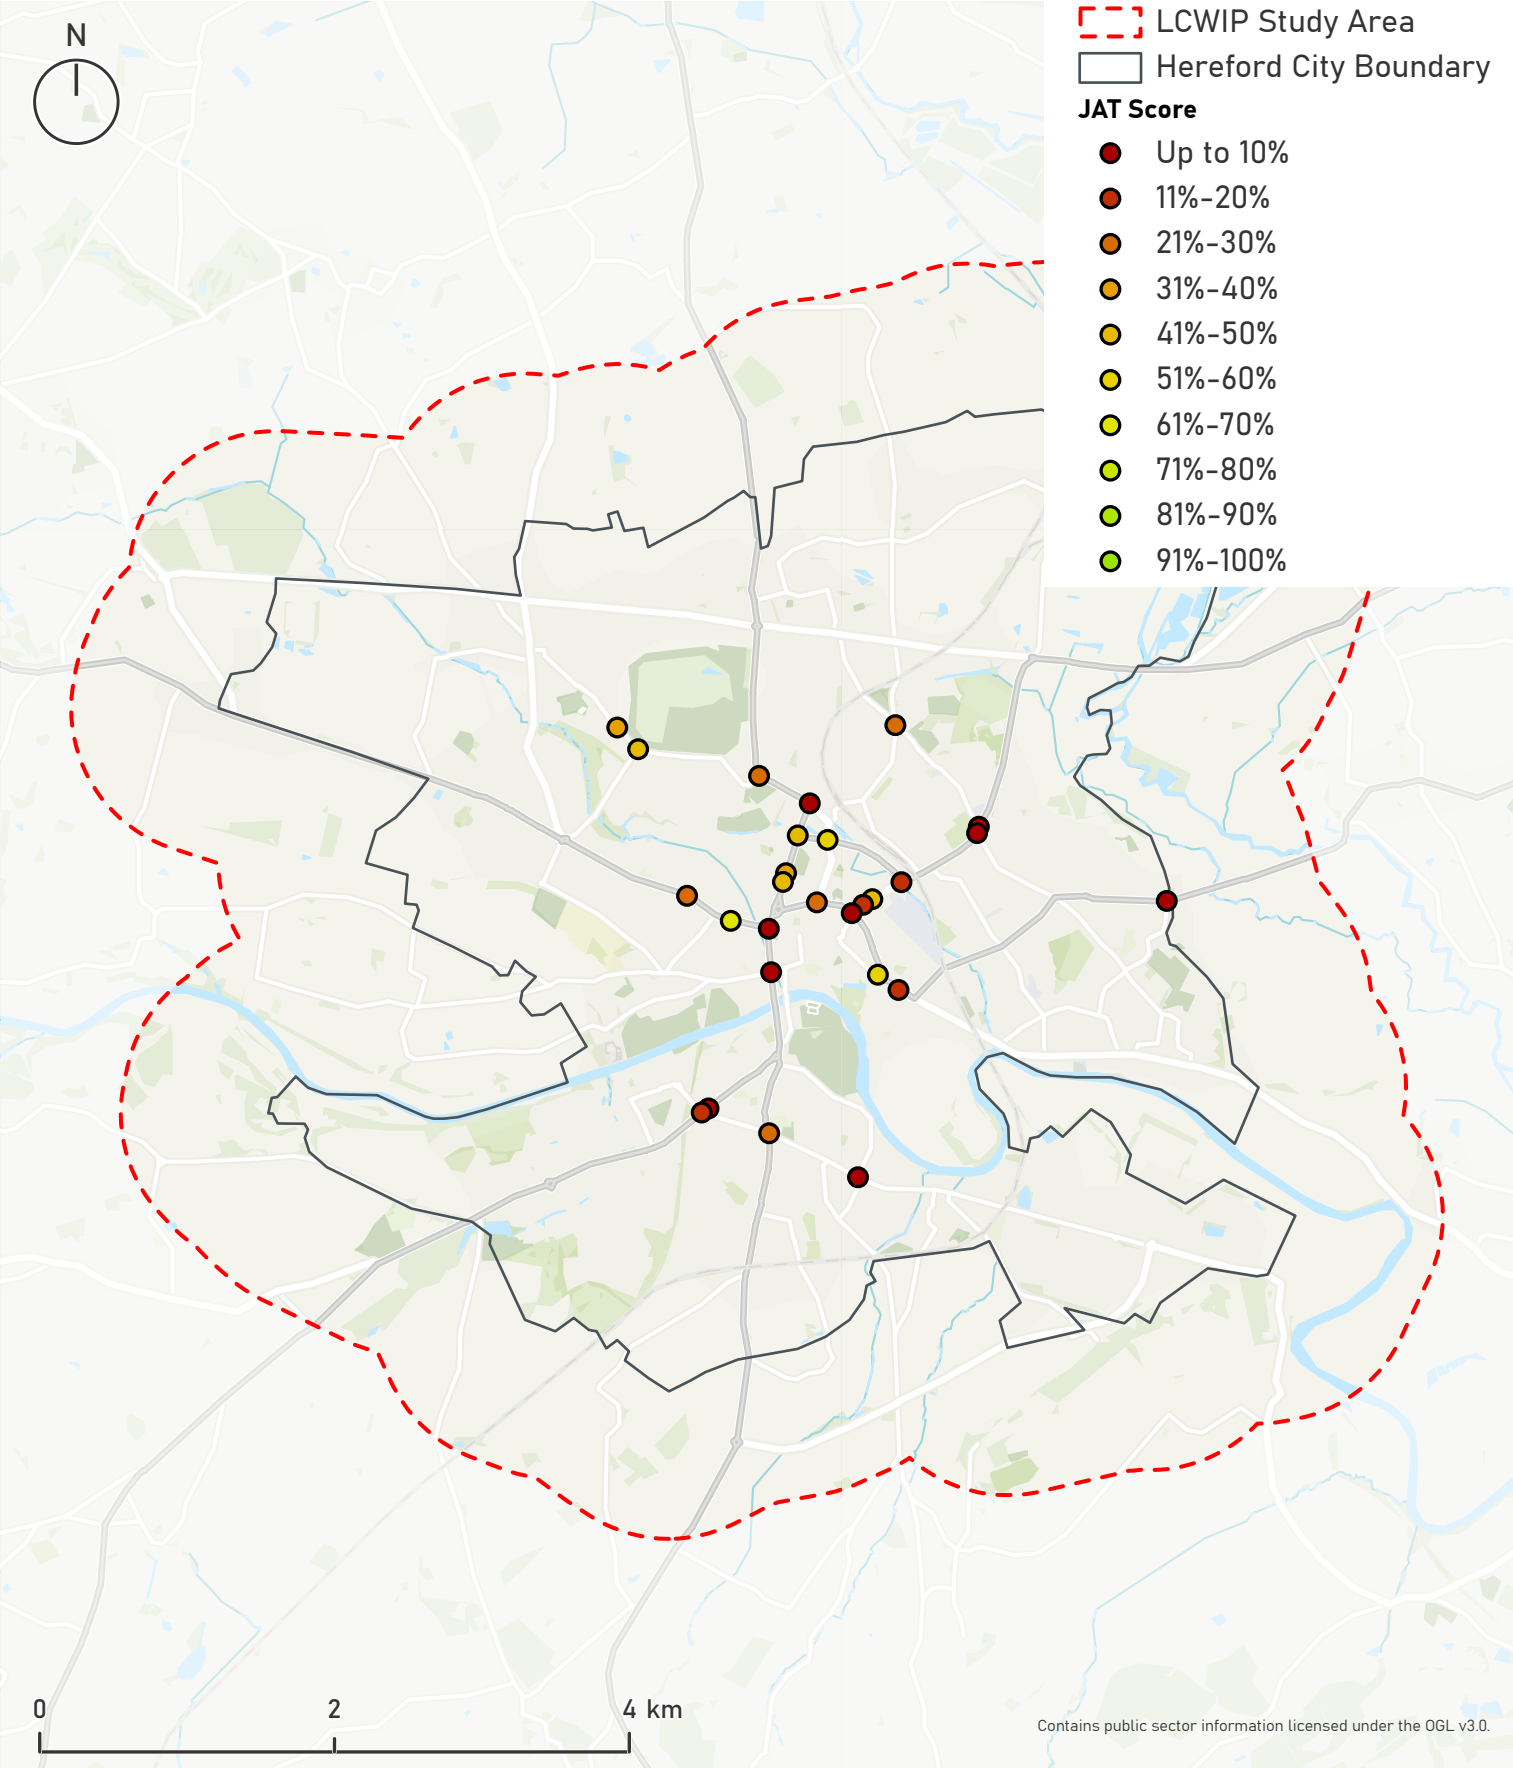 N
LCWIP Study Area
Hereford City Boundary
JAT Score
Up to 10%
11%-20%
21%-30%
31%-40%
41%-50%
51%-60%
61%-70%
71%-80%
81%-90%
91%-100%
0 2 4 km
Contains public sector information licensed under the OGL v3.0.